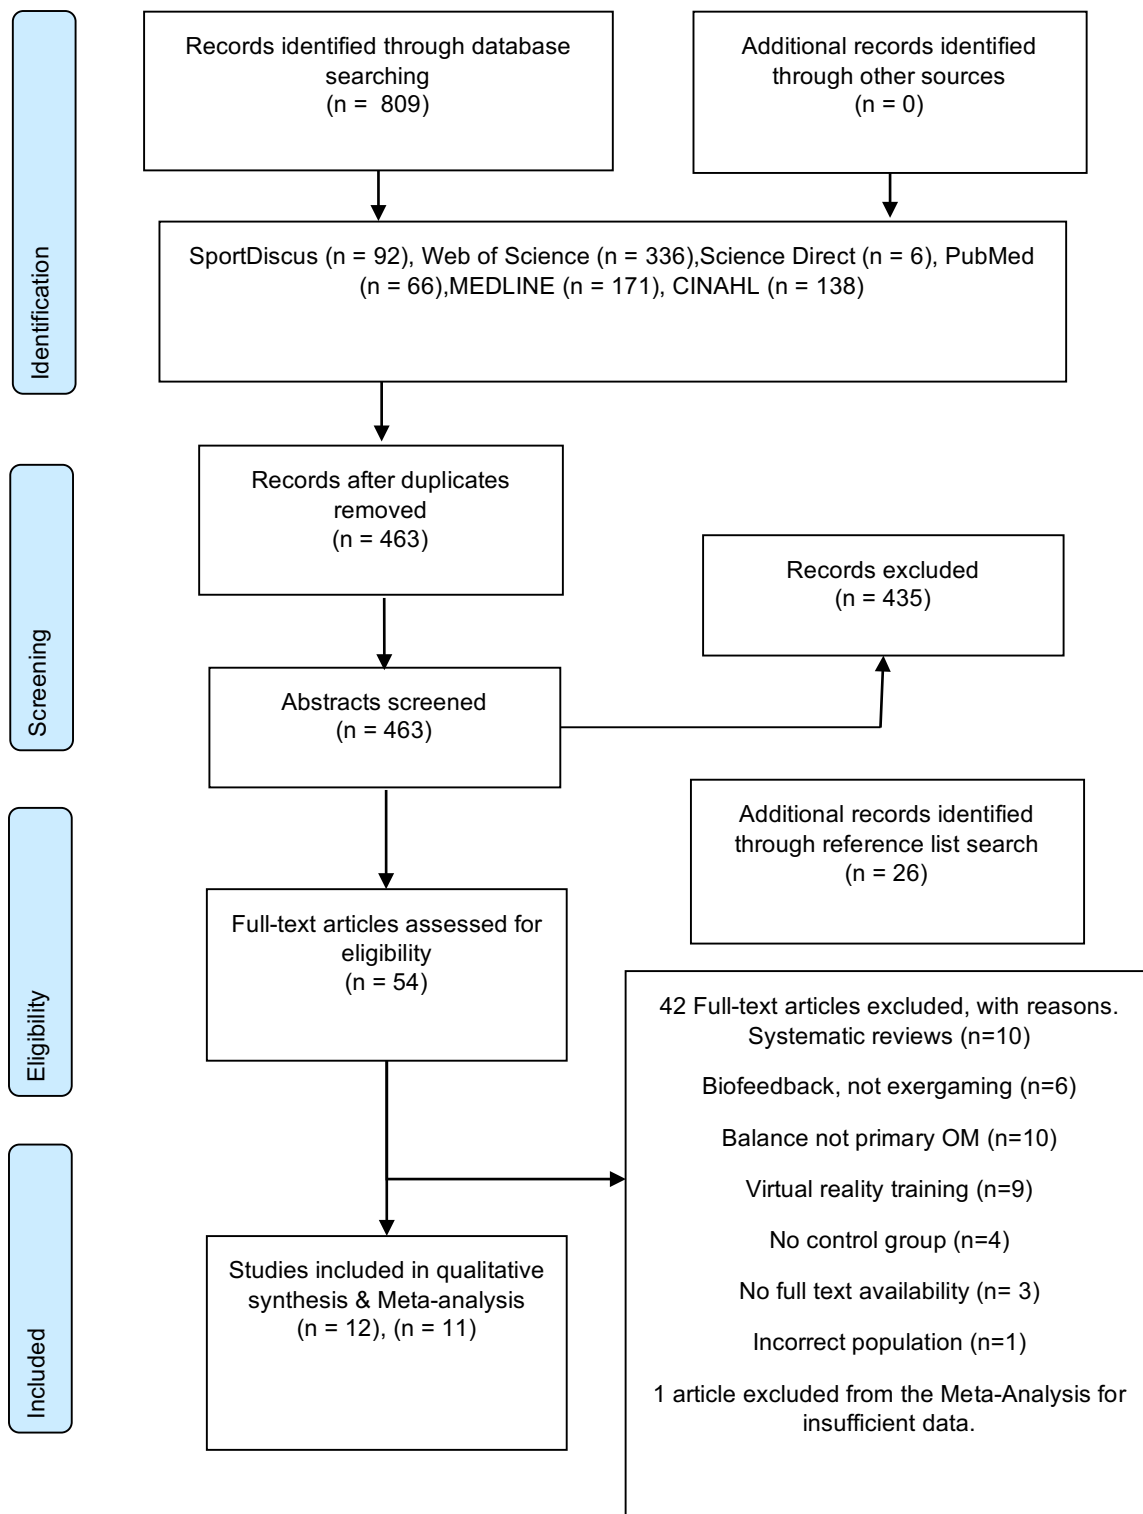 Records identified through database
searching
(n =  809)
Additional records identified
through other sources
(n = 0)
SportDiscus (n = 92), Web of Science (n = 336),Science Direct (n = 6), PubMed
(n = 66),MEDLINE (n = 171), CINAHL (n = 138)
Identification
Records after duplicates
removed
(n = 463)
Records excluded
(n = 435)
Screening
Abstracts screened
(n = 463)
Additional records identified
through reference list search
(n = 26)
Full-text articles assessed for
eligibility
(n = 54)
Eligibility
42 Full-text articles excluded, with reasons.
Systematic reviews (n=10)
Biofeedback, not exergaming (n=6)
Balance not primary OM (n=10)
Virtual reality training (n=9)
No control group (n=4)
No full text availability (n= 3)
Incorrect population (n=1)
1 article excluded from the Meta-Analysis for
insufficient data.
Studies included in qualitative
synthesis & Meta-analysis
(n = 12), (n = 11)
Included